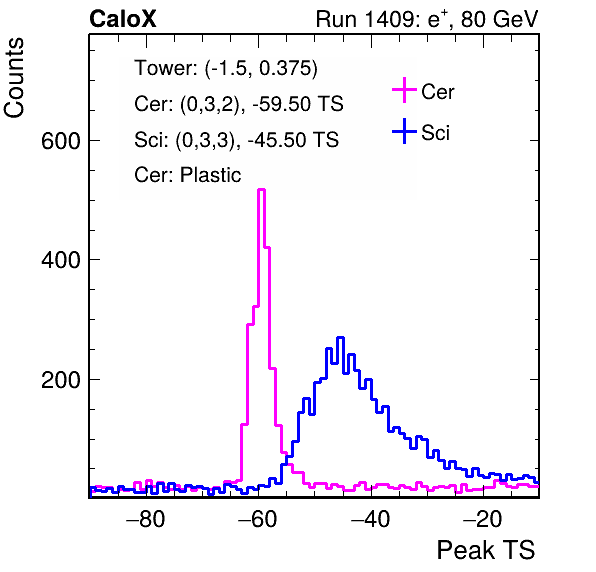 CaloX Run 1409: e⁺, 80 GeV
Counts
Tower: (-1.5, 0.375)
Cer: (0,3,2), -59.50 TS
Sci: (0,3,3), -45.50 TS
Cer: Plastic
Cer
Sci
600
400
200
−80 −60 −40 −20
Peak TS